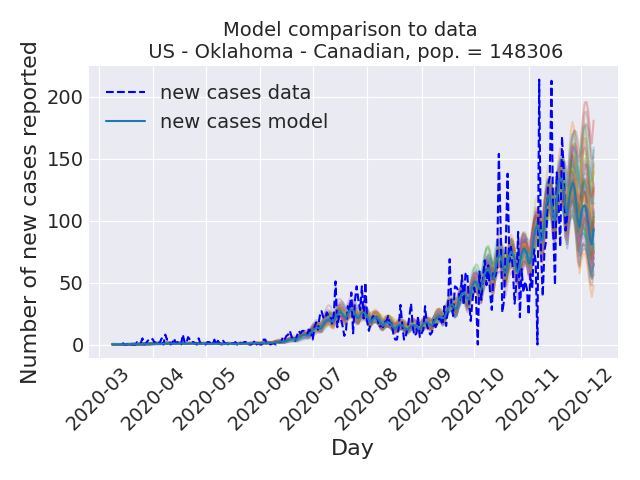 Model comparison to data
US - Oklahoma - Canadian, pop. = 148306
Number of new cases reported
200
150
100
50
0
new cases data
new cases model
2020-03
2020-04
2020-05
2020-06
2020-07
2020-08
2020-09
2020-10
2020-11
2020-12
Day